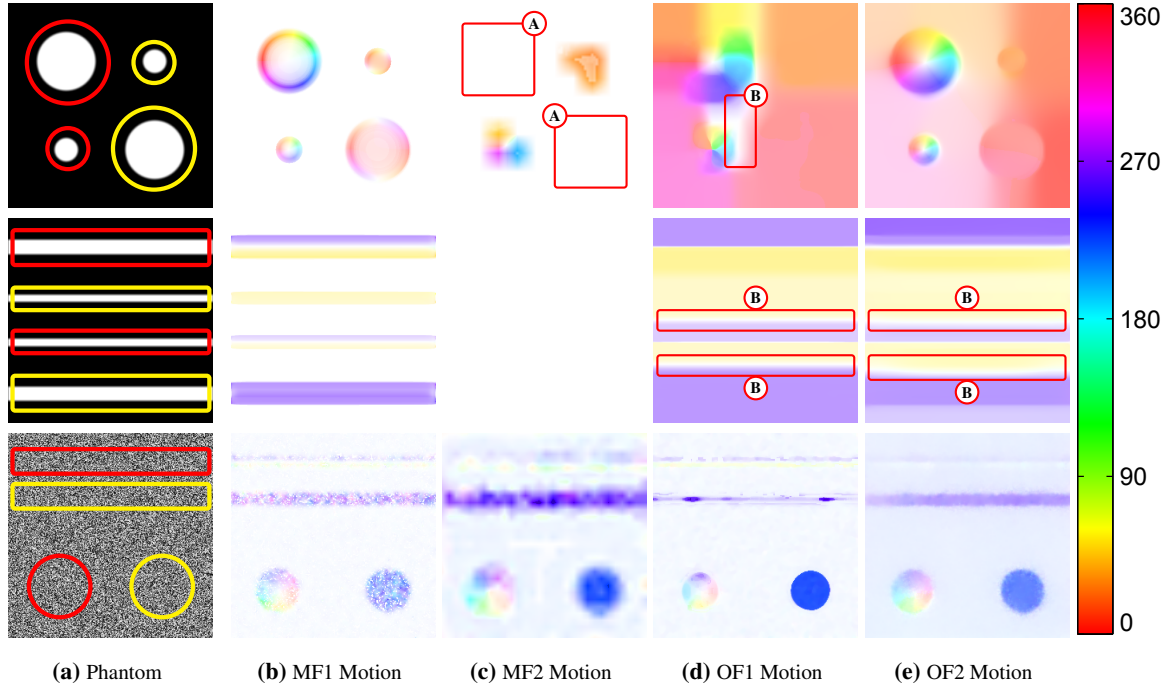 A
A
B
B
B
B
B
360
270
180
90
0
(a) Phantom
(b) MF1 Motion
(c) MF2 Motion
(d) OF1 Motion
(e) OF2 Motion